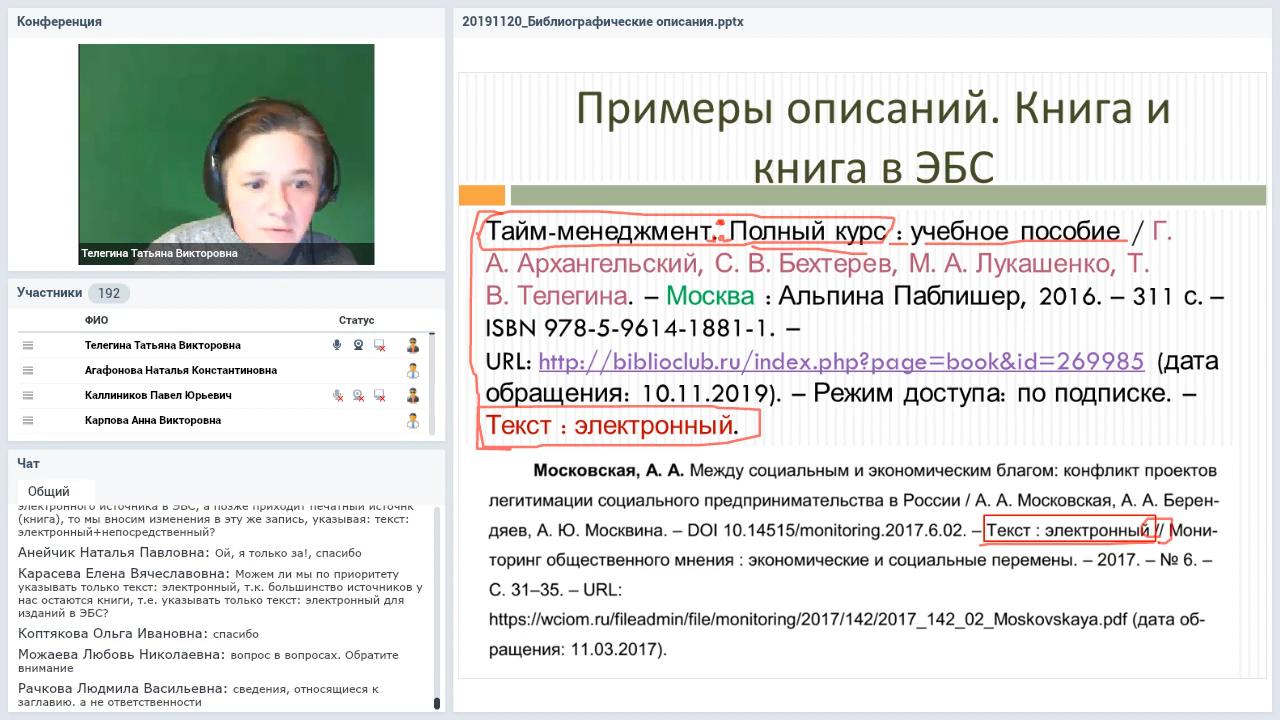 Конференция
Телегина Татьяна Викторовна
Участники 192
ФИО Статус
Телегина Татьяна Викторовна
Агафонова Наталья Константиновна
Каллиников Павел Юрьевич
Карпова Анна Викторовна
Чат
Общий
электронного источника в ЭБС, а позже приходит печатный источнк
(книга), то мы вносим изменения в эту же запись, указывая: текст:
электронный+непосредственный?
Анейчик Наталья Павловна: Ой, я только за!, спасибо
Карасева Елена Вячеславовна: Можем ли мы по приоритету
указывать только текст: электронный, т.к. большинство источников у
нас остаются книги, т.е. указывать только текст: электронный для
изданий в ЭБС?
Коптякова Ольга Ивановна: спасибо
Можаева Любовь Николаевна: вопрос в вопросах. Обратите
внимание
Рачкова Людмила Васильевна: сведения, относящиеся к
заглавию. а не ответственности
20191120_Библиографические описания.pptx
Примеры описаний. Книга и
книга в ЭБС
Тайм-менеджмент. Полный курс : учебное пособие / Г.
А. Архангельский, С. В. Бехтерев, М. А. Лукашенко, Т.
В. Телегина. – Москва : Альпина Паблишер, 2016. – 311 с. –
ISBN 978-5-9614-1881-1. –
URL: http://biblioclub.ru/index.php?page=book&id=269985 (дата
обращения: 10.11.2019). – Режим доступа: по подписке. –
Текст : электронный.
Московская, А. А. Между социальным и экономическим благом: конфликт проектов
легитимации социального предпринимательства в России / А. А. Московская, А. А. Берен-
дяев, А. Ю. Москвина. – DOI 10.14515/monitoring.2017.6.02. – Текст : электронный // Мони-
торинг общественного мнения : экономические и социальные перемены. – 2017. – № 6. –
С. 31–35. – URL:
https://wciom.ru/fileadmin/file/monitoring/2017/142/2017_142_02_Moskovskaya.pdf (дата об-
ращения: 11.03.2017).